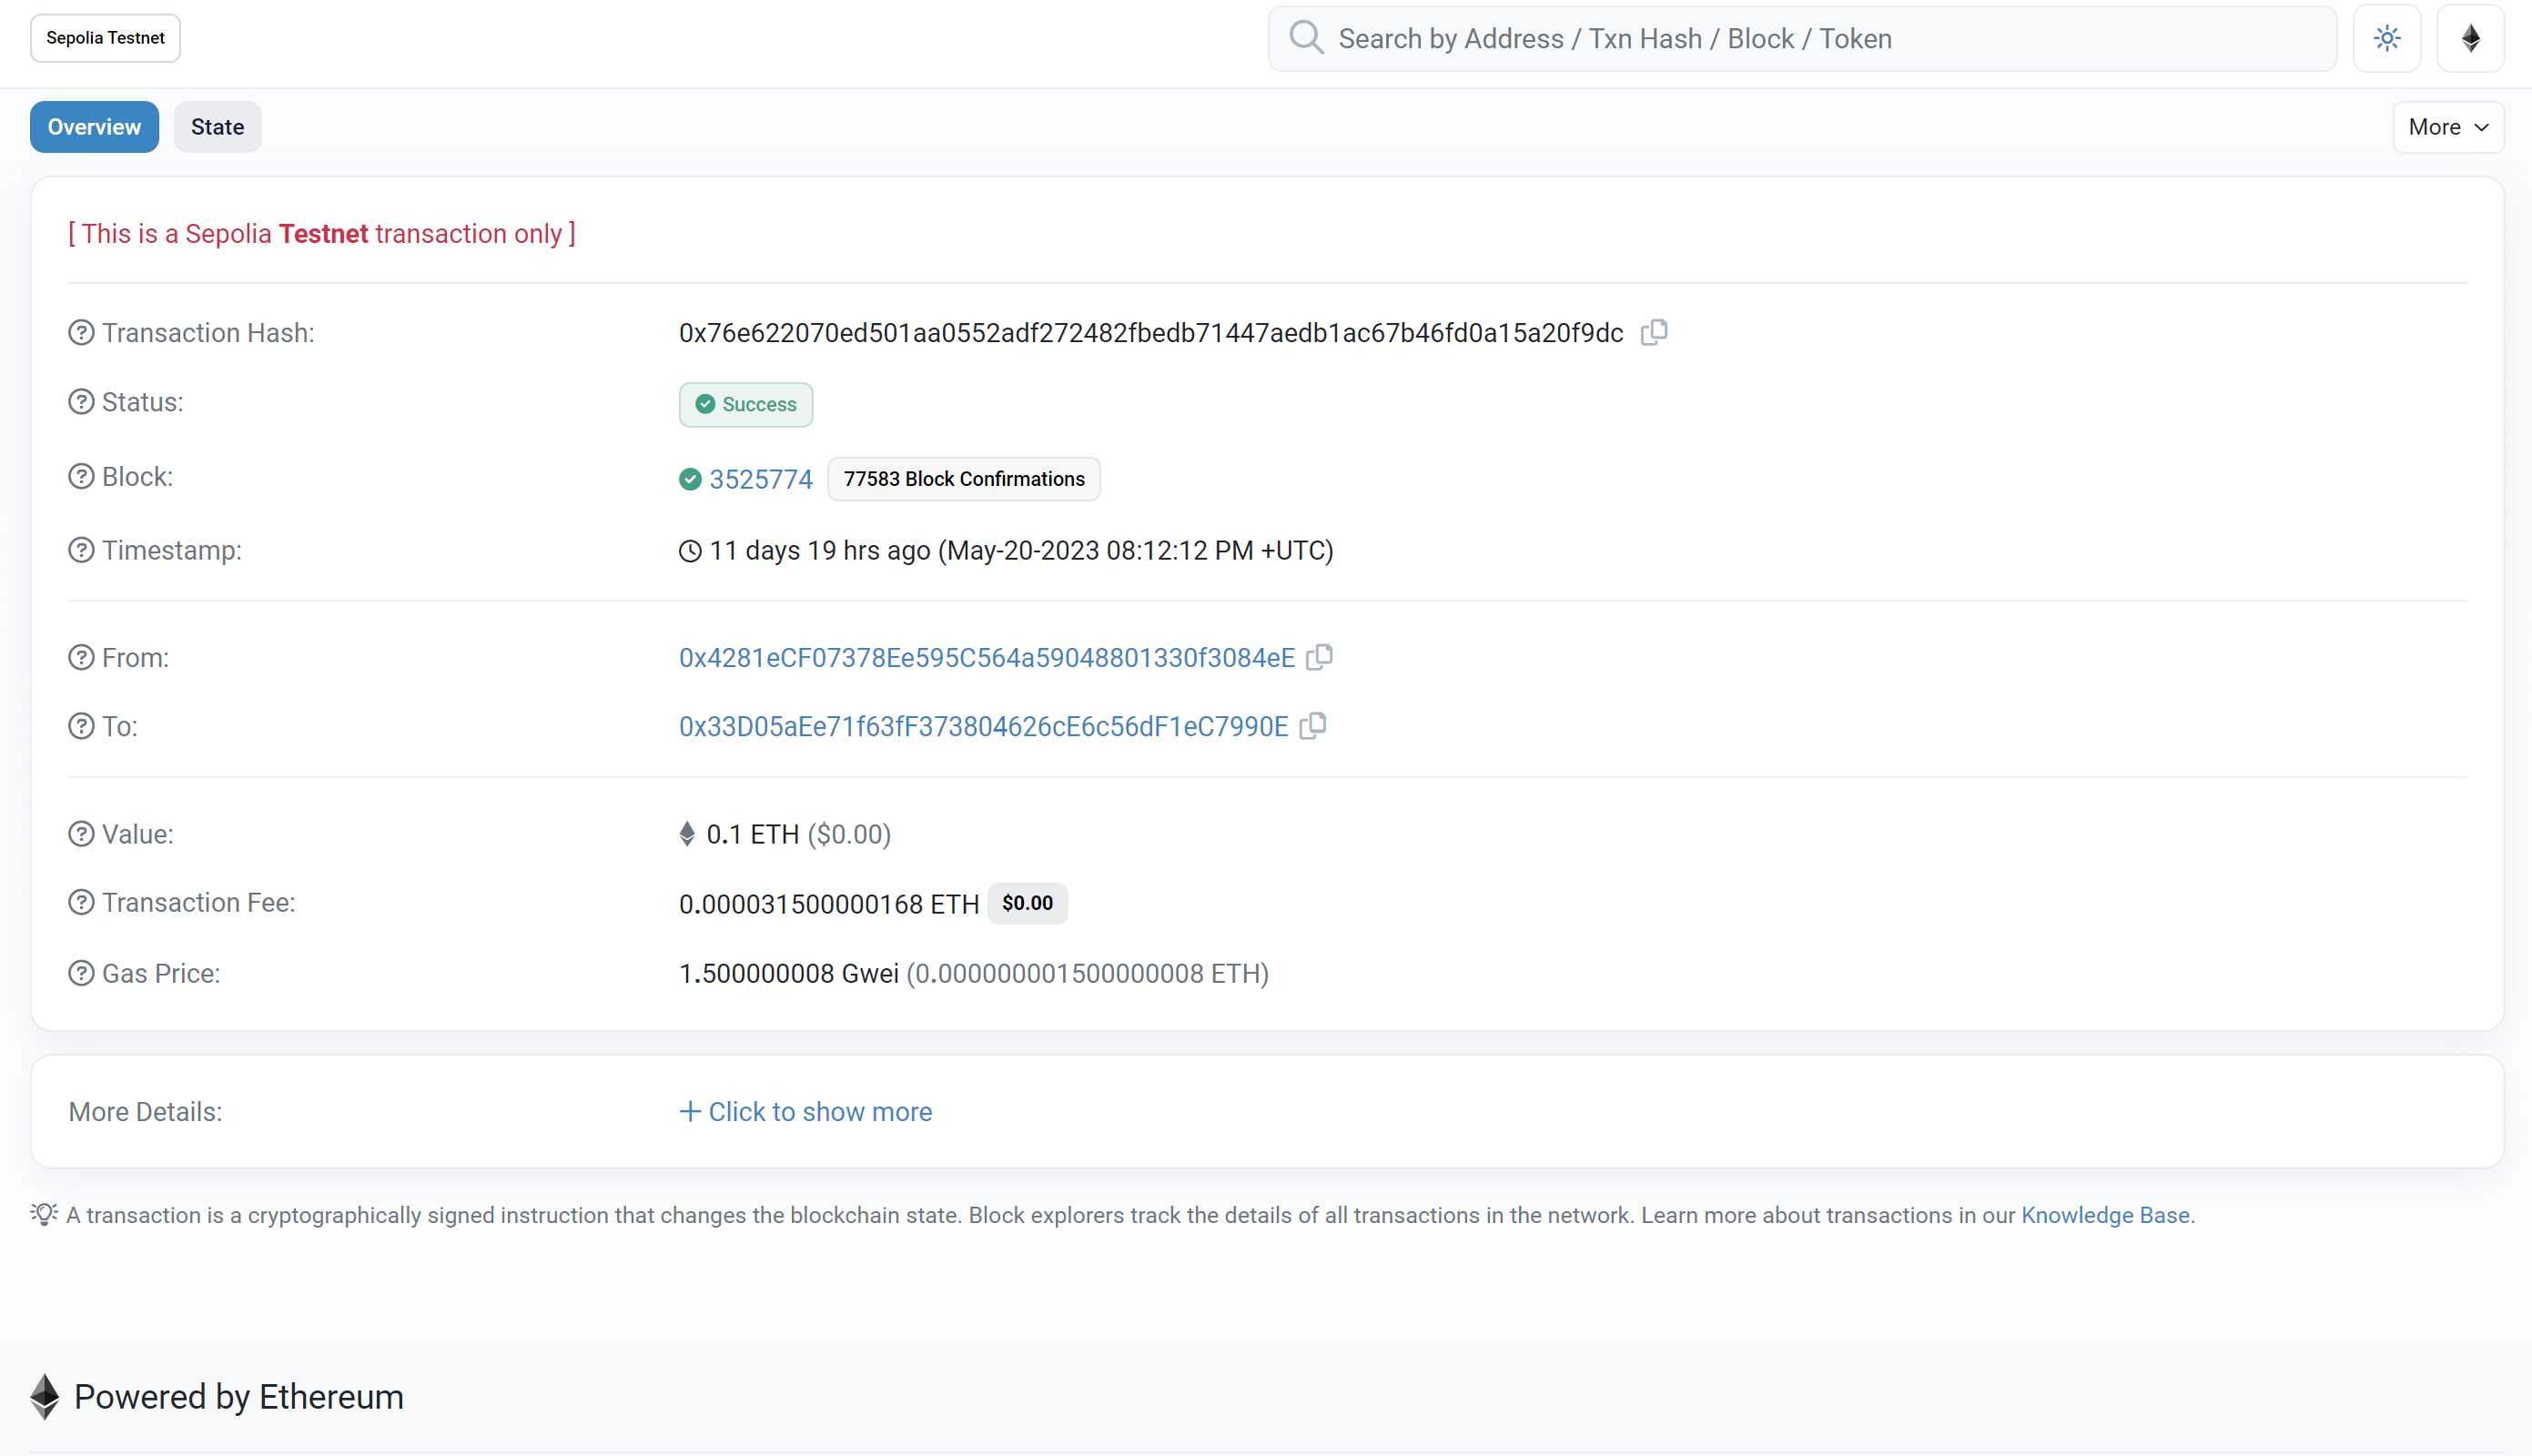 Sepolia Testnet
Search by Address / Txn Hash / Block / Token
Overview State More
[ This is a Sepolia Testnet transaction only ]
Transaction Hash: 0x76e622070ed501aa0552adf272482fbedb71447aedb1ac67b46fd0a15a20f9dc
Status: Success
Block: 3525774 77583 Block Confirmations
Timestamp: 11 days 19 hrs ago (May-20-2023 08:12:12 PM +UTC)
From: 0x4281eCF07378Ee595C564a59048801330f3084eE
To: 0x33D05aEe71f63fF373804626cE6c56dF1eC7990E
Value: 0.1 ETH ($0.00)
Transaction Fee: 0.000031500000168 ETH $0.00
Gas Price: 1.500000008 Gwei (0.000000001500000008 ETH)
More Details: + Click to show more
A transaction is a cryptographically signed instruction that changes the blockchain state. Block explorers track the details of all transactions in the network. Learn more about transactions in our Knowledge Base.
Powered by Ethereum